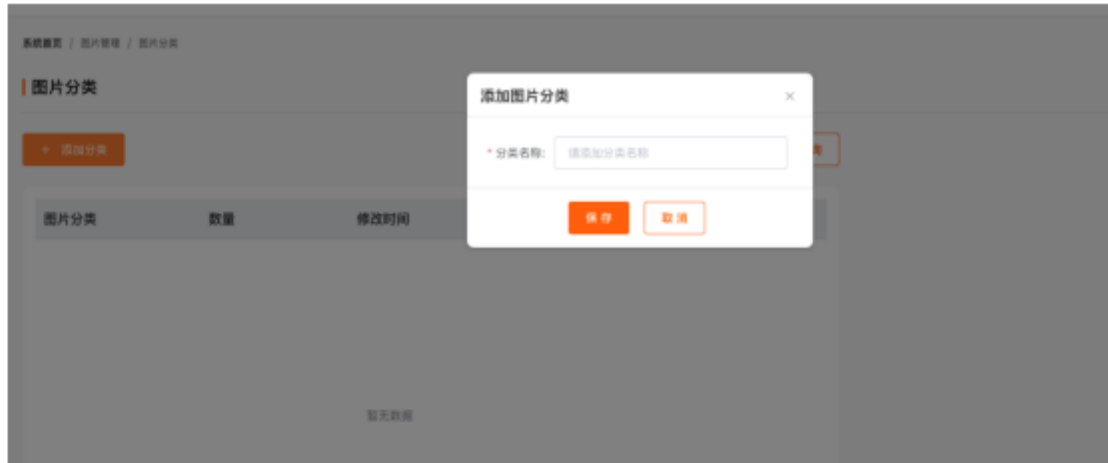 系统首页 / 图片管理 / 图片分类
图片分类
+ 添加分类
图片分类 数量 修改时间
暂无数据
添加图片分类 ×
* 分类名称: 请添加分类名称
保存 取消